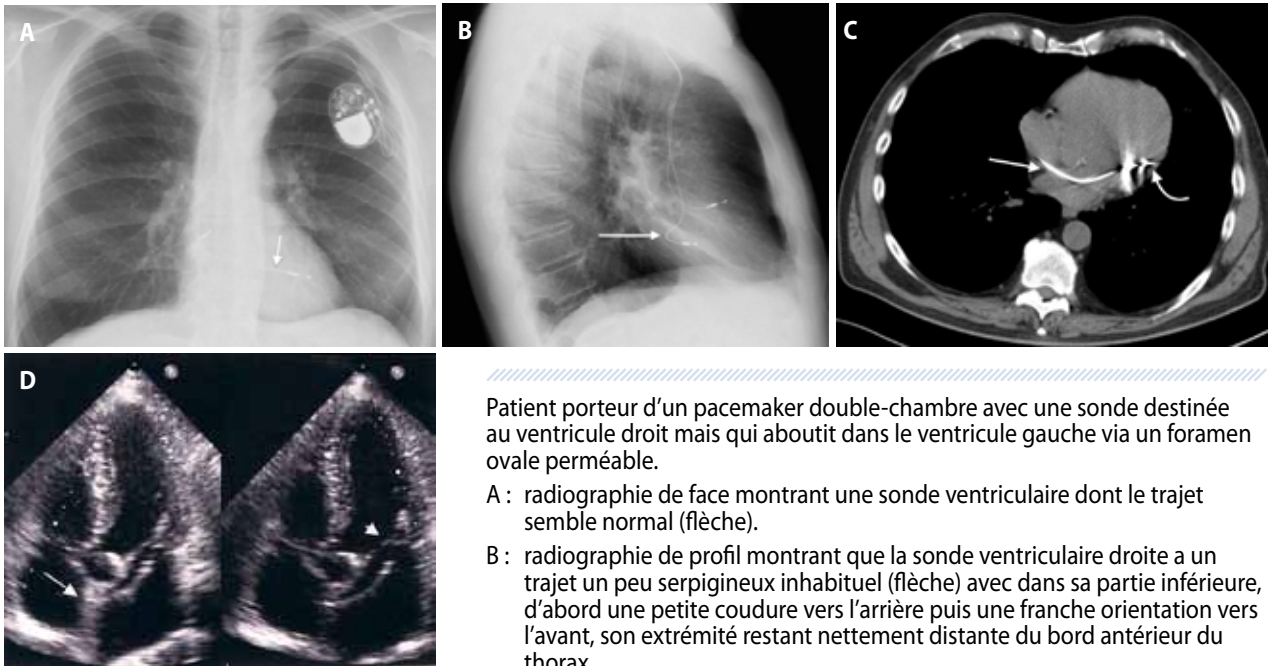 A
B
C
D
Patient porteur d’un pacemaker double-chambre avec une sonde destinée
au ventricule droit mais qui aboutit dans le ventricule gauche via un foramen
ovale perméable.
A : radiographie de face montrant une sonde ventriculaire dont le trajet
semble normal (flèche).
B : radiographie de profil montrant que la sonde ventriculaire droite a un
trajet un peu serpigineux inhabituel (flèche) avec dans sa partie inférieure,
d’abord une petite coudure vers l’arrière puis une franche orientation vers
l’avant, son extrémité restant nettement distante du bord antérieur du
thorax